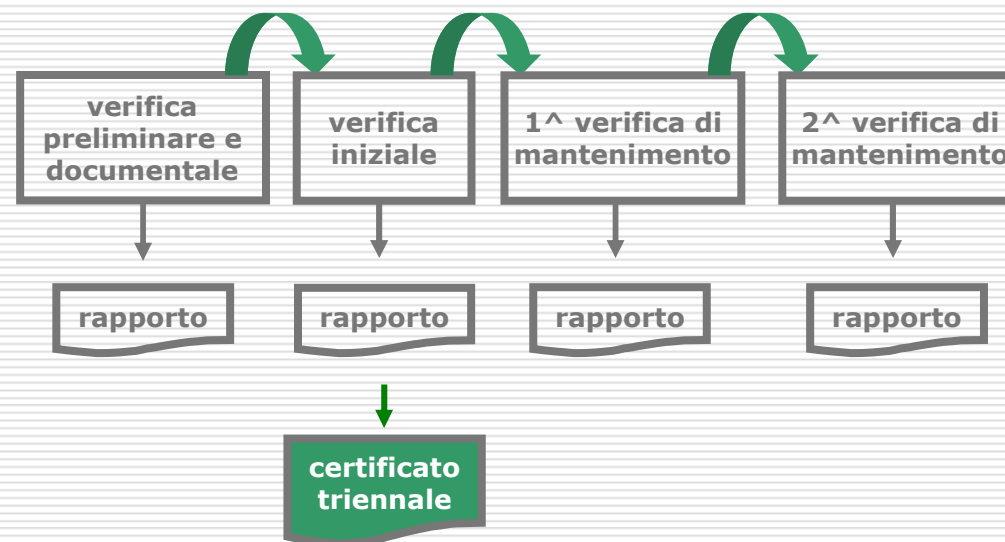 verifica
preliminare e
documentale
verifica
iniziale
1^ verifica di
mantenimento
2^ verifica di
mantenimento
rapporto
rapporto
rapporto
rapporto
certificato
triennale